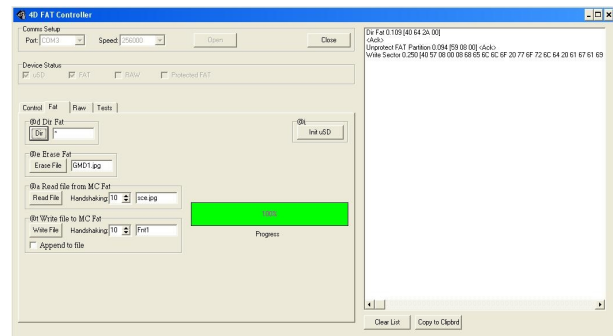 4D FAT Controller
Comms Setup
Port: COM3 Speed: 256000 Open Close
Device Status
uSD FAT RAW Protected FAT
Control Fat Raw Tests
@d Dir Fat
Dir *
@i
Init uSD
@e Erase Fat
Erase File GMD1.jpg
@a Read file from MC Fat
Read File Handshaking: 10 sce.jpg
@t Write file to MC Fat
Write File Handshaking: 10 Fnt1
Append to file
100%
Progress
Dir Fat 0.109 [40 64 2A 00]
<Ack>
Unprotect FAT Partition 0.094 [59 08 00] <Ack>
Write Sector 0.250 [40 57 08 00 08 68 65 6C 6C 6F 20 77 6F 72 6C 64 20 61 67 61 69
Clear List Copy to Clipbrd